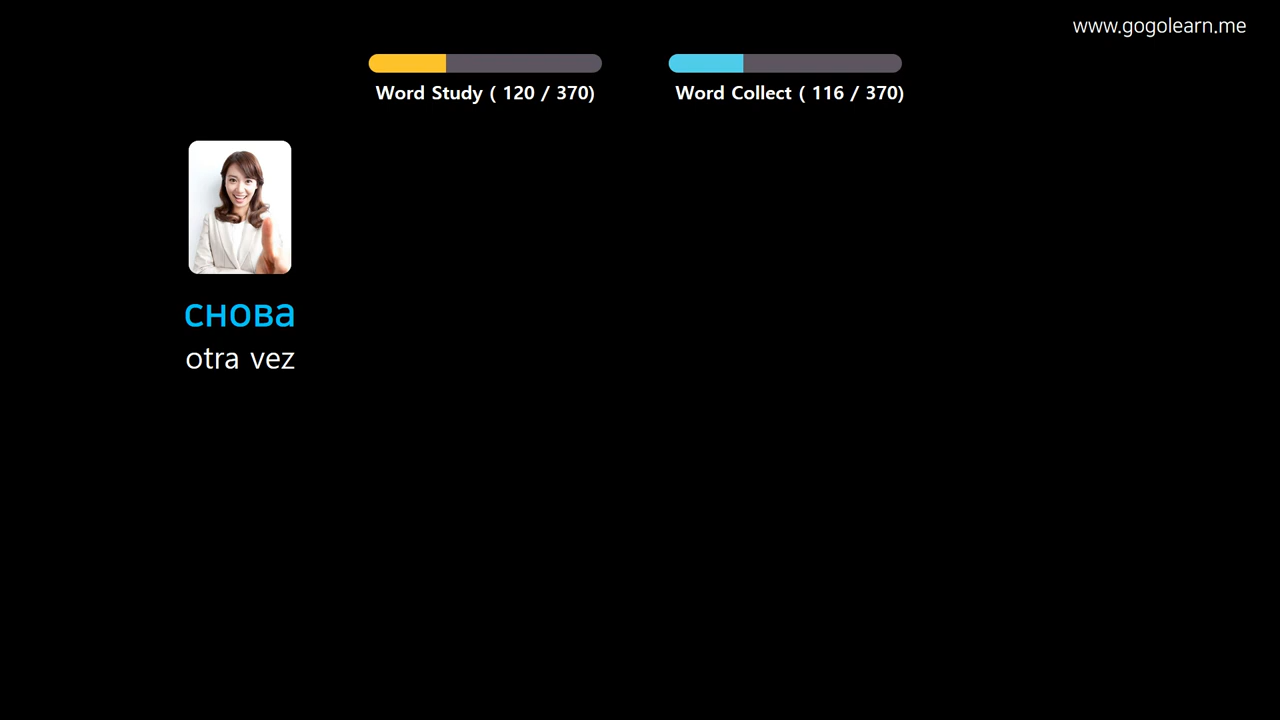 www.gogolearn.me
Word Study ( 120 / 370)
Word Collect ( 116 / 370)
снова
otra vez